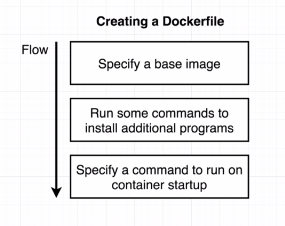 Creating a Dockerfile
Flow
Specify a base image
Run some commands to
install additional programs
Specify a command to run on
container startup